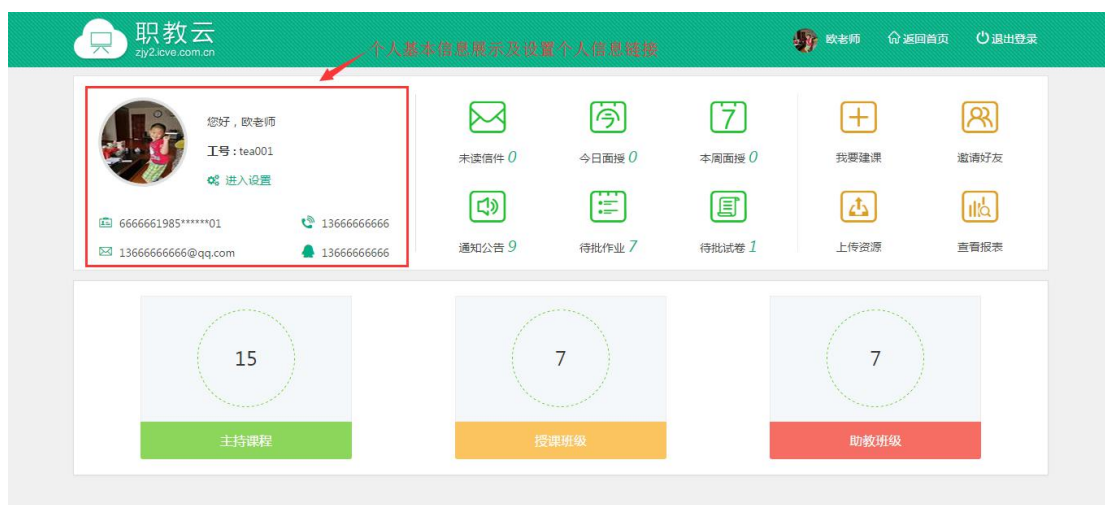 职教云
zjy2.icve.com.cn
个人基本信息展示及设置个人信息链接
欧老师
返回首页
退出登录
您好，欧老师
工号：tea001
进入设置
6666661985******01
13666666666
13666666666@qq.com
13666666666
未读信件 0
今日面授 0
本周面授 0
我要建课
邀请好友
通知公告 9
待批作业 7
待批试卷 1
上传资源
查看报表
15
7
7
主持课程
授课班级
助教班级